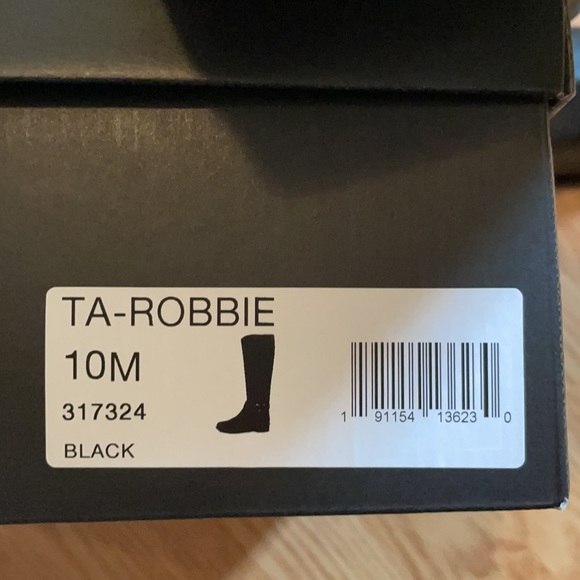 TA-ROBBIE
10M
317324
BLACK
1 91154 13623 0